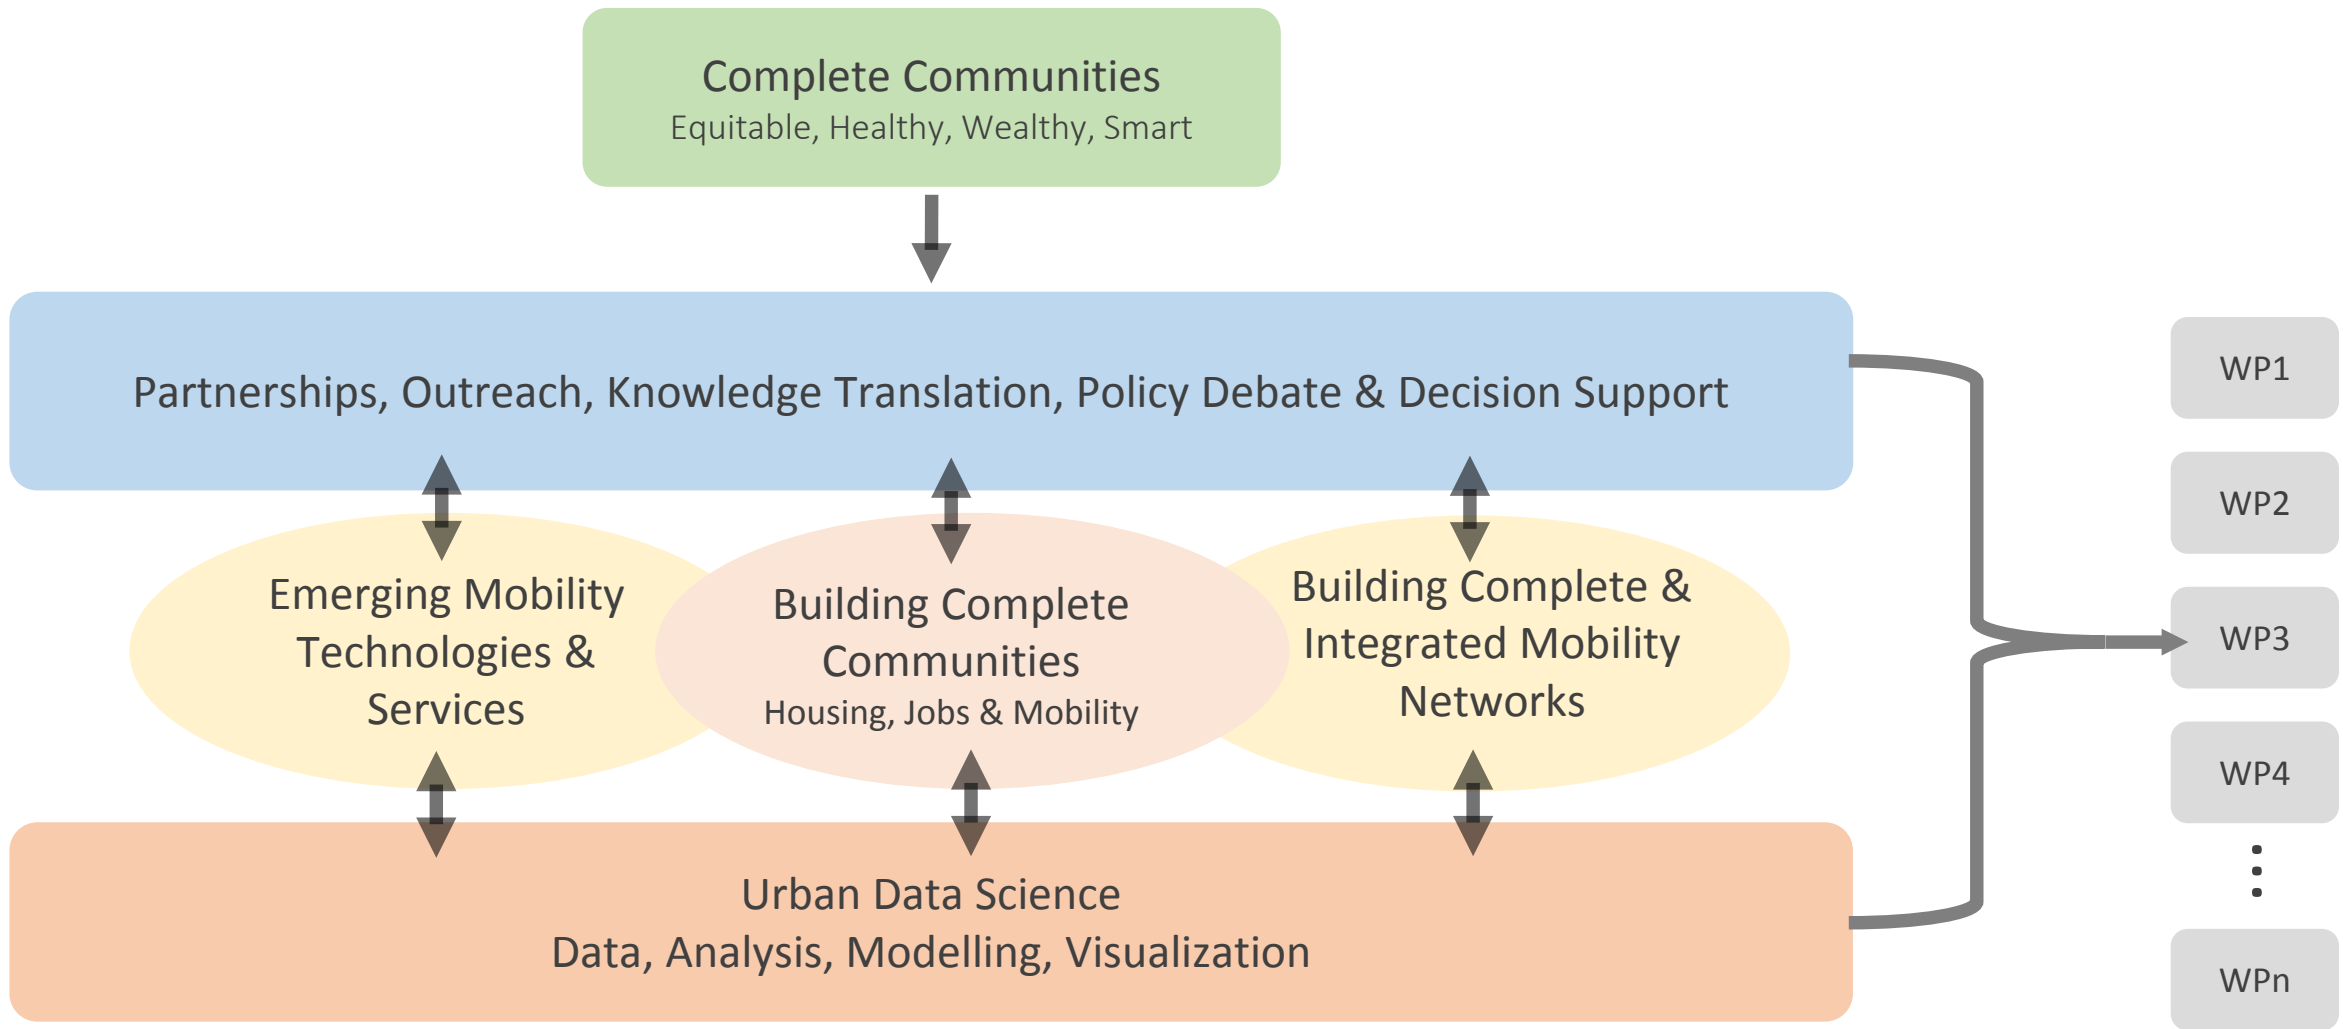 Complete Communities
Equitable, Healthy, Wealthy, Smart
Partnerships, Outreach, Knowledge Translation, Policy Debate & Decision Support
Emerging Mobility
Technologies &
Services
Building Complete
Communities
Housing, Jobs & Mobility
Building Complete &
Integrated Mobility
Networks
Urban Data Science
Data, Analysis, Modelling, Visualization
WP1
WP2
WP3
WP4
WPn